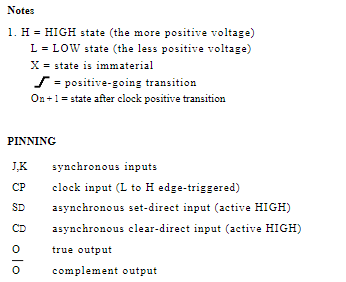 Notes
1. H = HIGH state (the more positive voltage)
L = LOW state (the less positive voltage)
X = state is immaterial
= positive-going transition
On+1 = state after clock positive transition
PINNING
J,K synchronous inputs
CP clock input (L to H edge-triggered)
SD asynchronous set-direct input (active HIGH)
CD asynchronous clear-direct input (active HIGH)
O true output
O̅ complement output